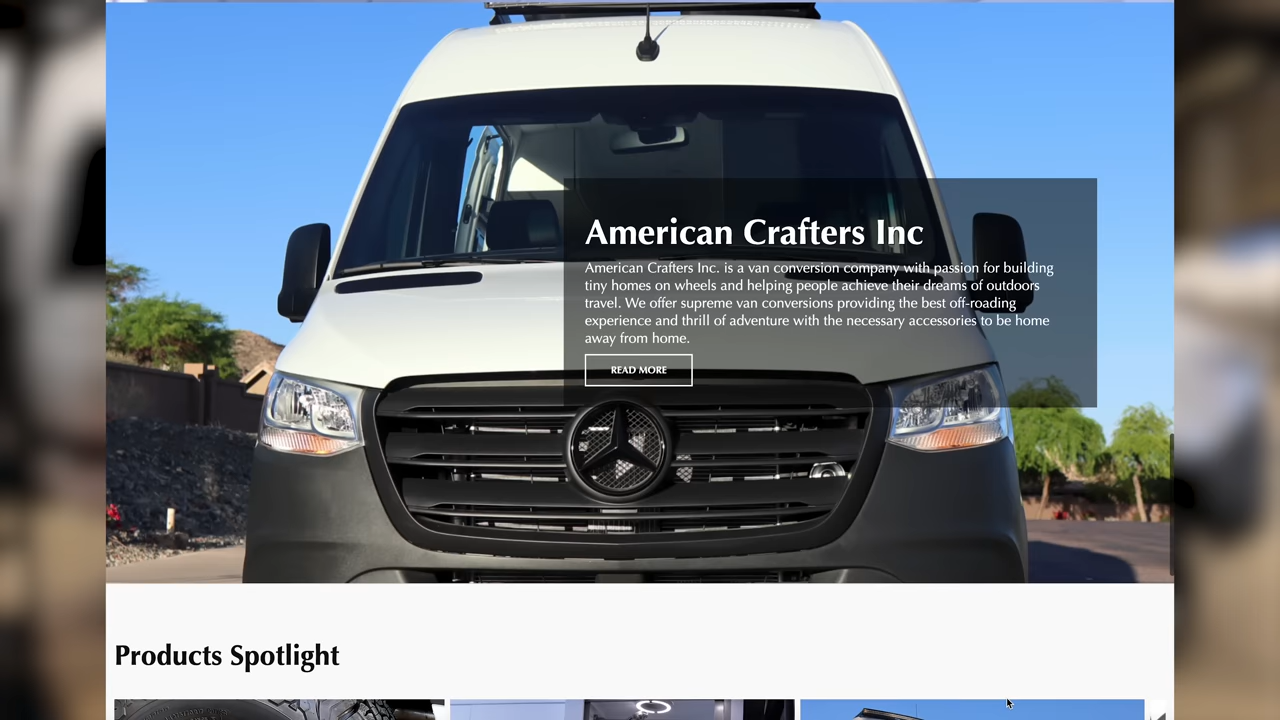 American Crafters Inc
American Crafters Inc. is a van conversion company with passion for building
tiny homes on wheels and helping people achieve their dreams of outdoors
travel. We offer supreme van conversions providing the best off-roading
experience and thrill of adventure with the necessary accessories to be home
away from home.
READ MORE
Products Spotlight